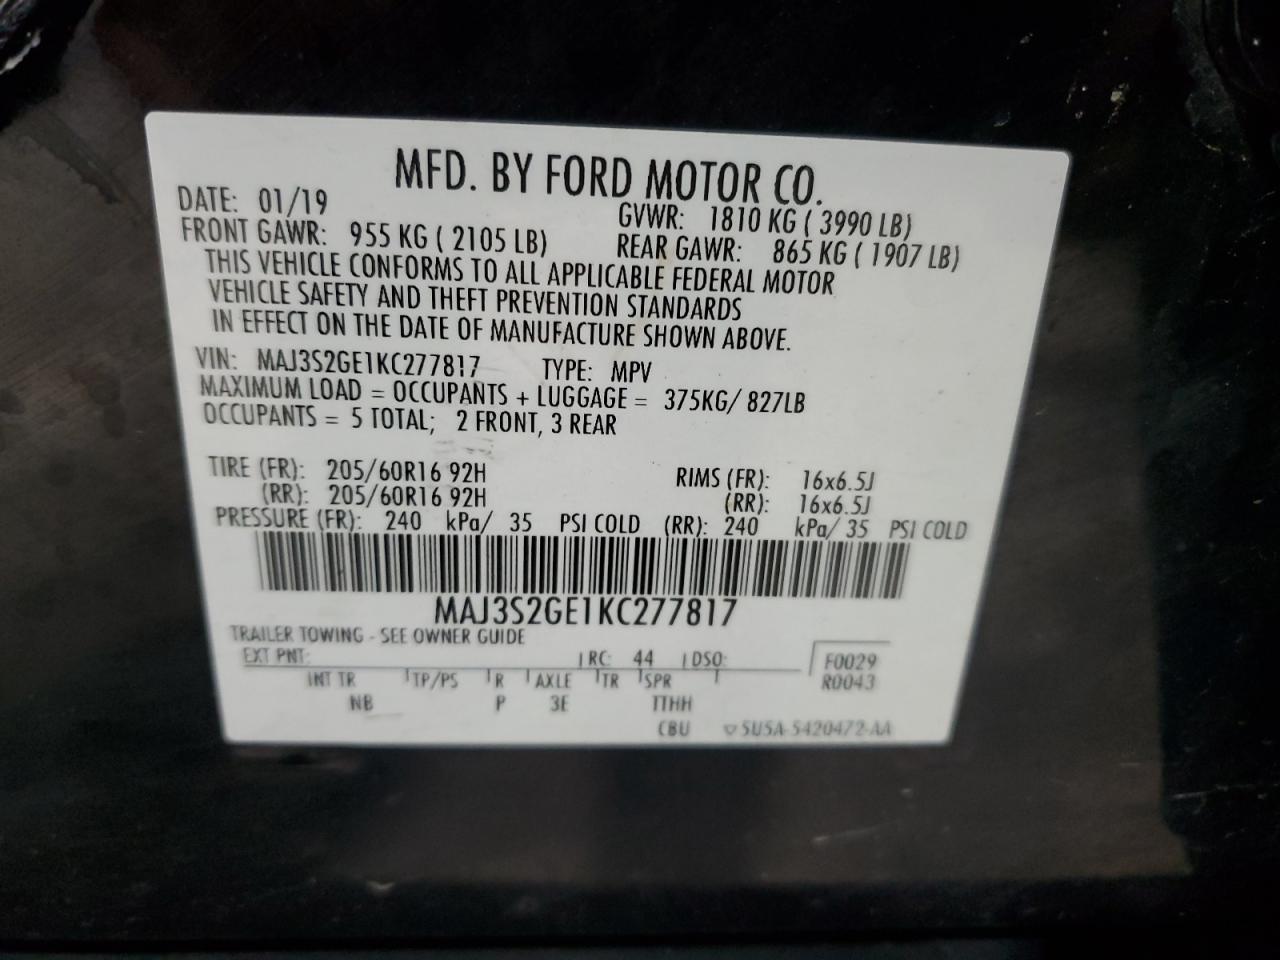 MFD. BY FORD MOTOR CO.
DATE: 01/19 GVWR: 1810 KG ( 3990 LB)
FRONT GAWR: 955 KG ( 2105 LB) REAR GAWR: 865 KG ( 1907 LB)
THIS VEHICLE CONFORMS TO ALL APPLICABLE FEDERAL MOTOR
VEHICLE SAFETY AND THEFT PREVENTION STANDARDS
IN EFFECT ON THE DATE OF MANUFACTURE SHOWN ABOVE.
VIN: MAJ3S2GE1KC277817 TYPE: MPV
MAXIMUM LOAD = OCCUPANTS + LUGGAGE = 375KG/ 827LB
OCCUPANTS = 5 TOTAL; 2 FRONT, 3 REAR
TIRE (FR): 205/60R16 92H RIMS (FR): 16x6.5J
(RR): 205/60R16 92H (RR): 16x6.5J
PRESSURE (FR): 240 kPa/ 35 PSI COLD (RR): 240 kPa/ 35 PSI COLD
MAJ3S2GE1KC277817
TRAILER TOWING - SEE OWNER GUIDE
EXT PNT: RC: 44 DSO: F0029
INT TR TP/PS R AXLE TR SPR R0043
NB P 3E TTHH
CBU 5U5A-5420472-AA